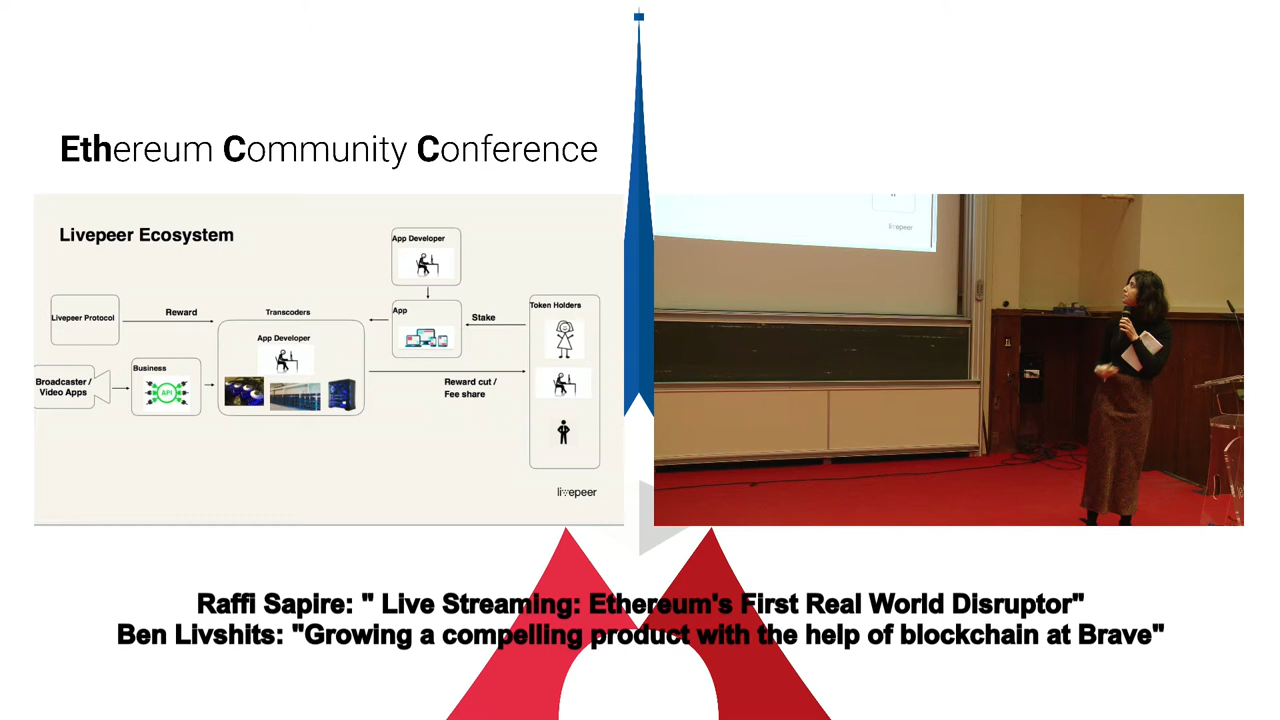 Ethereum Community Conference
Livepeer Ecosystem
App Developer
Livepeer Protocol
Reward
Transcoders
App
Stake
Token Holders
App Developer
Broadcaster /
Video Apps
Business
API
Reward cut /
Fee share
livepeer
livepeer
Raffi Sapire: " Live Streaming: Ethereum's First Real World Disruptor"
Ben Livshits: "Growing a compelling product with the help of blockchain at Brave"